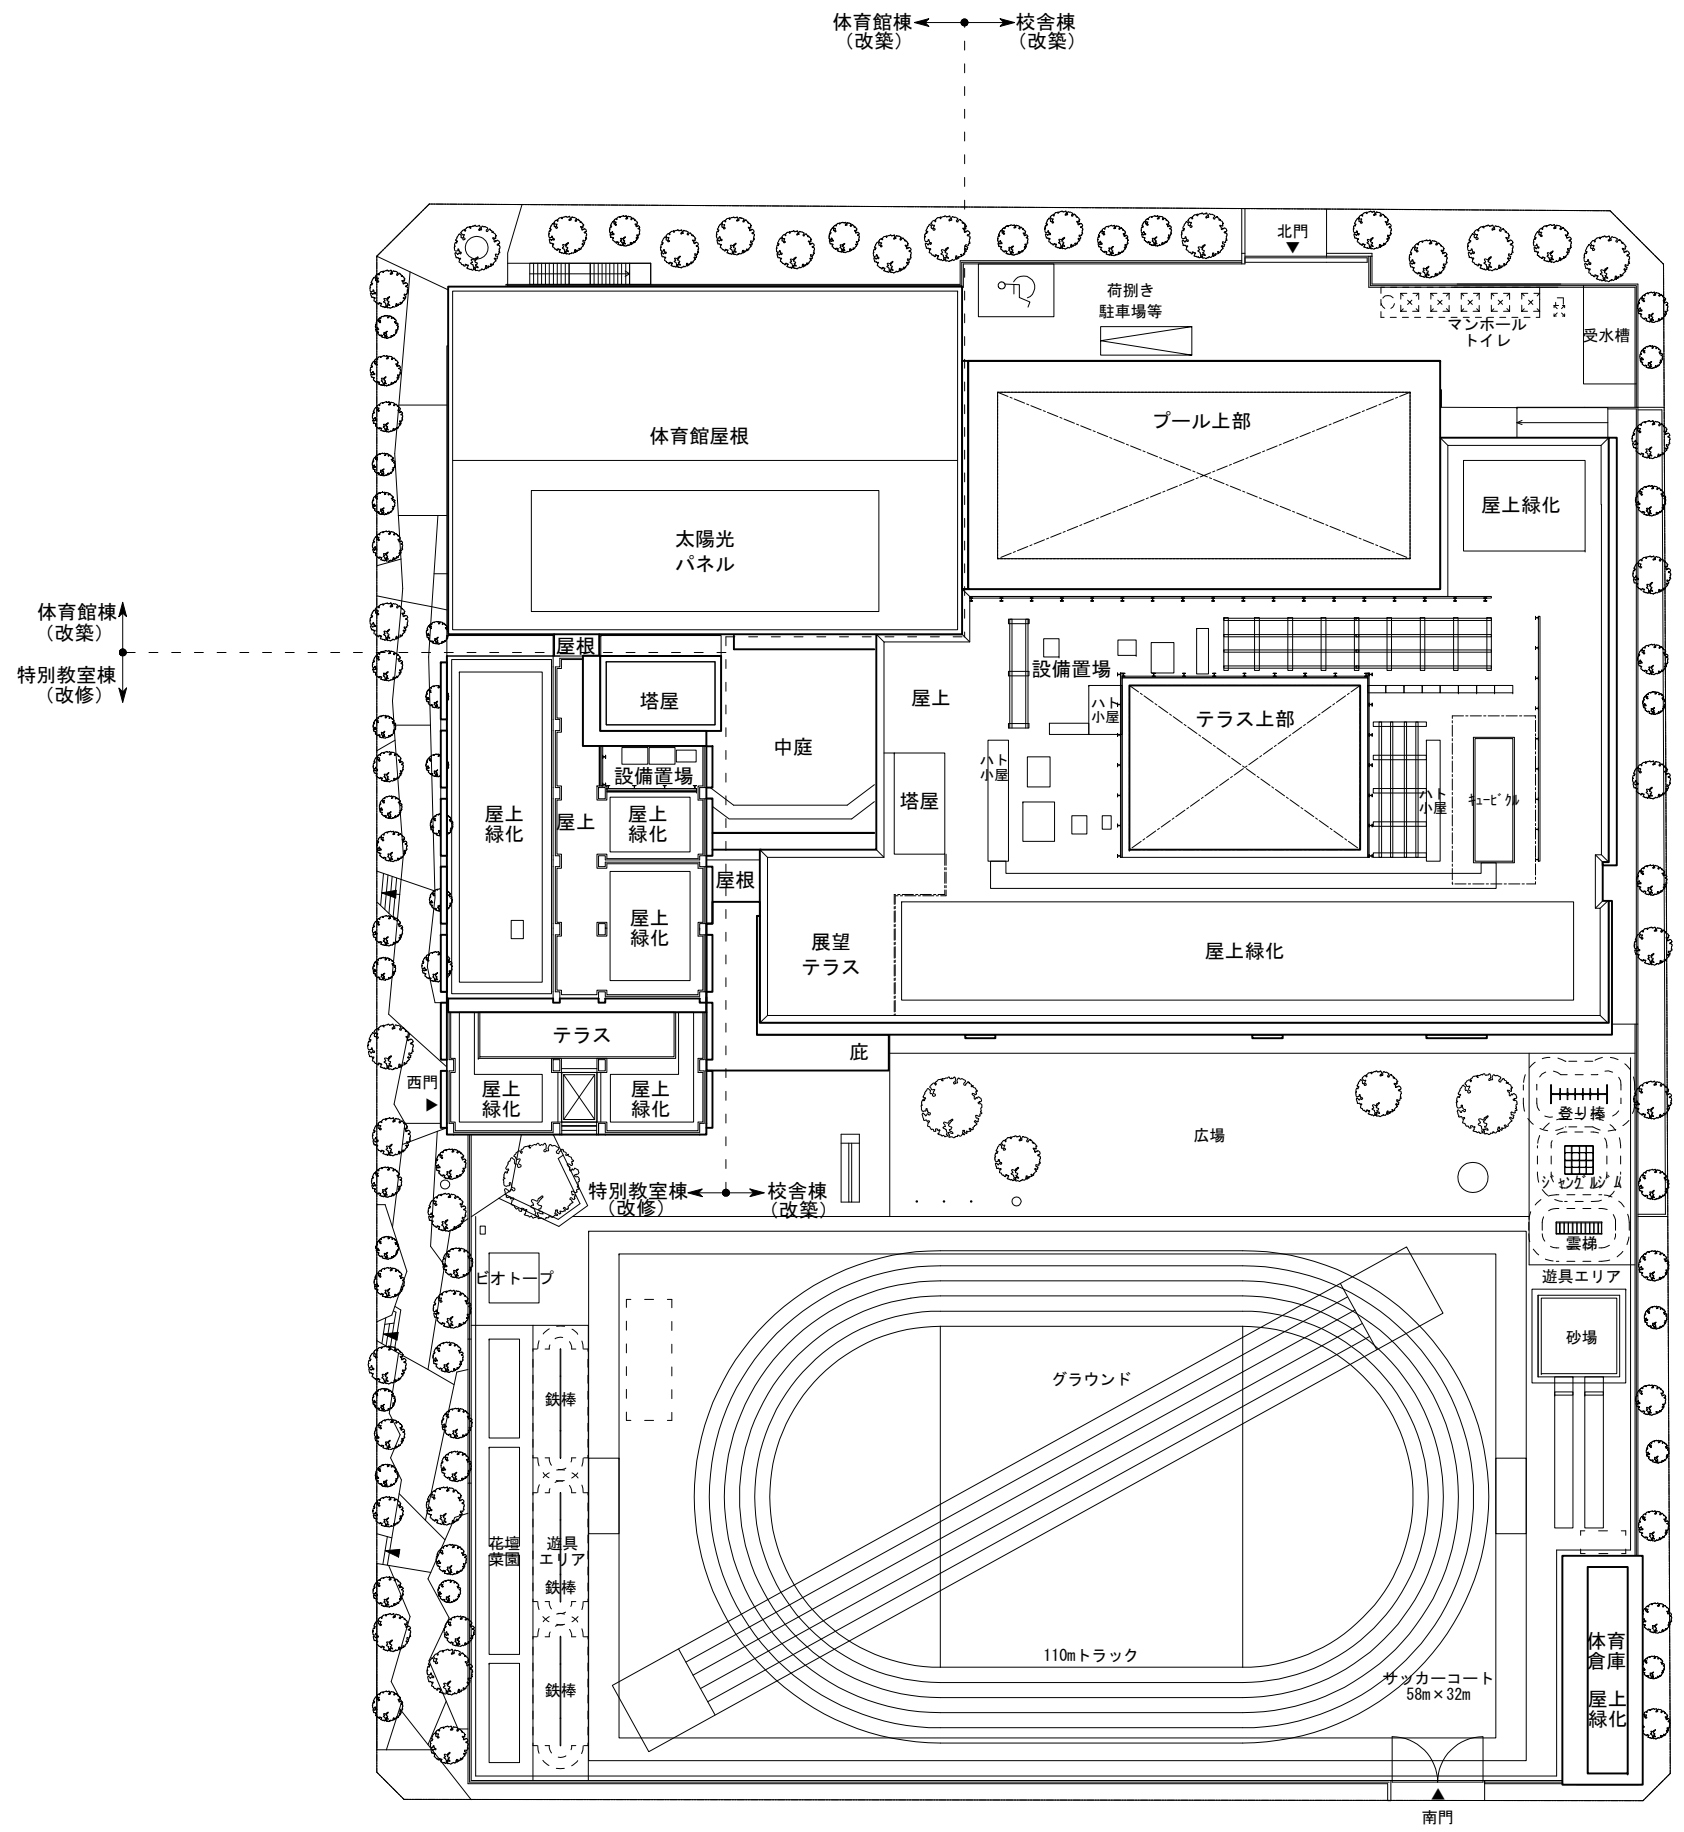 体育館棟
(改築)
校舎棟
(改築)
北門
荷捌き
駐車場等
マンホール
トイレ
受水槽
体育館屋根
プール上部
屋上緑化
太陽光
パネル
体育館棟
(改築)
特別教室棟
(改修)
屋根
塔屋
屋上
設備置場
ハト
小屋
テラス上部
中庭
設備置場
ハト
小屋
塔屋
ハト
小屋
キュービクル
屋上
緑化
屋上
屋上
緑化
屋根
屋上
緑化
展望
テラス
屋上緑化
テラス
庇
西門
屋上
緑化
屋上
緑化
広場
登り棒
ジャングルジム
雲梯
遊具エリア
特別教室棟
(改修)
校舎棟
(改築)
ビオトープ
砂場
グラウンド
鉄棒
花壇
菜園
遊具
エリア
鉄棒
鉄棒
110mトラック
サッカーコート
58m×32m
体育
倉庫
屋上
緑化
南門